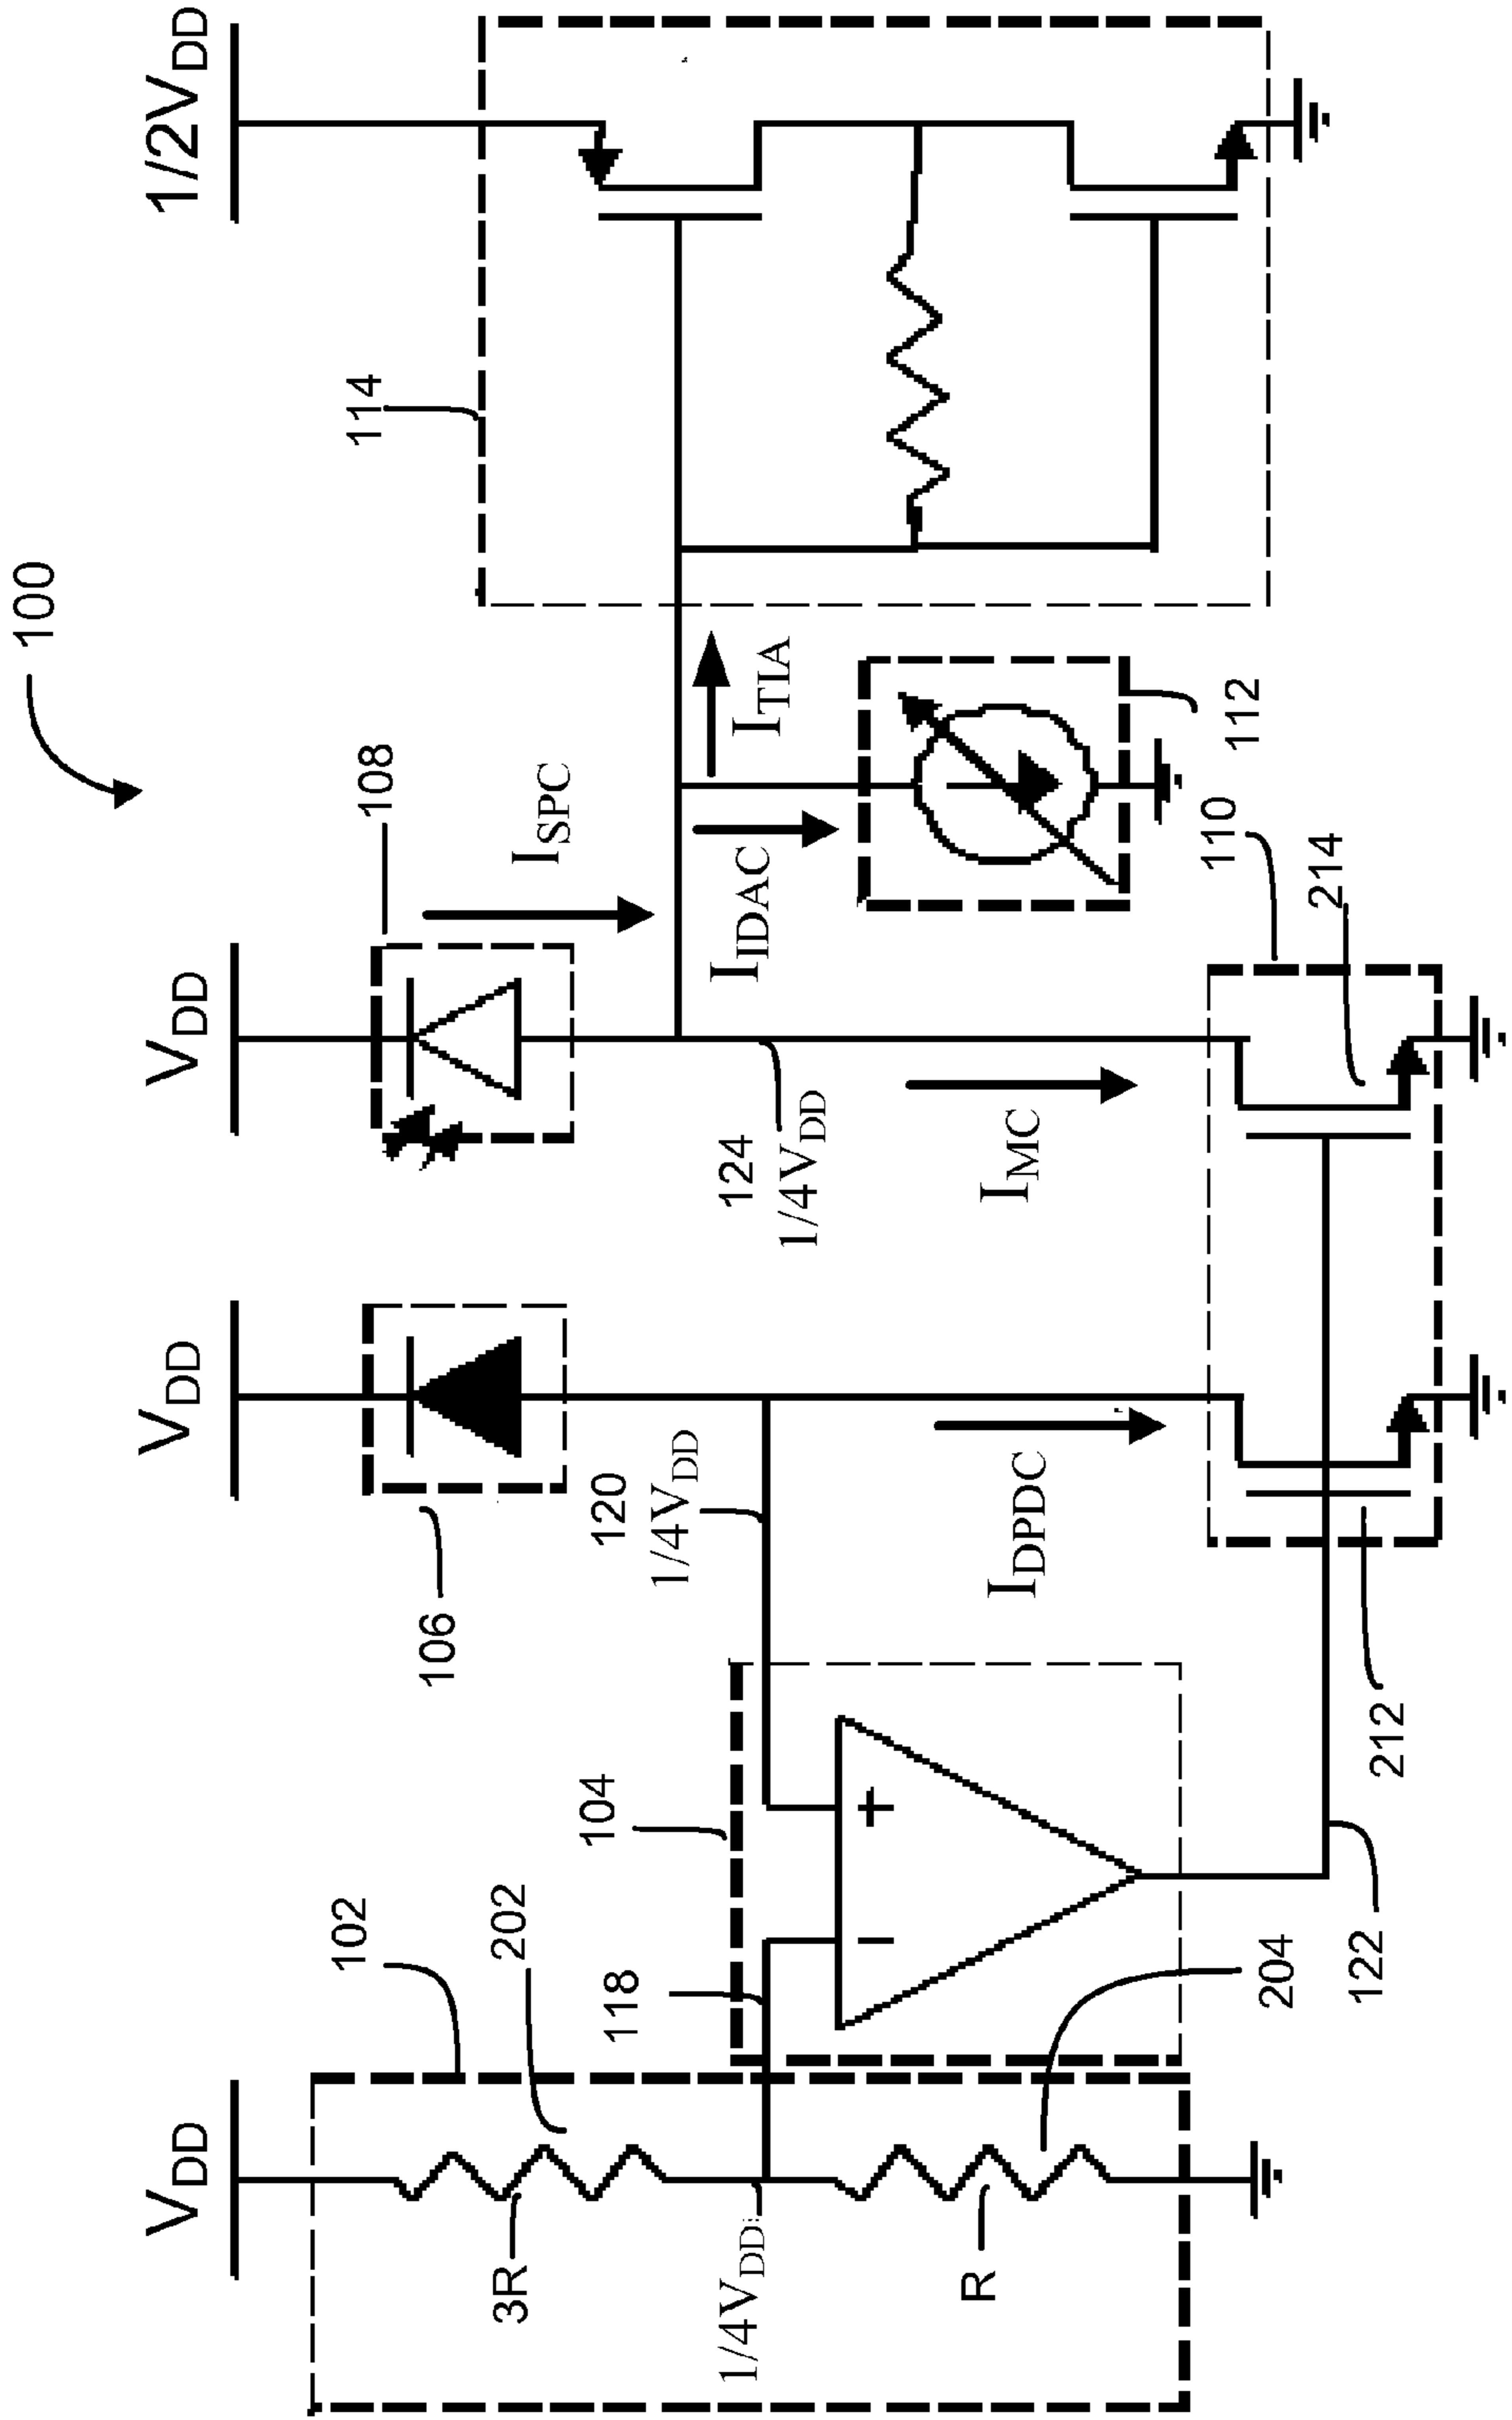 100
V_DD
V_DD
V_DD
1/2V_DD
102
202
3R
1/4V_DD
R
204
118
104
−
+
122
106
120
1/4V_DD
I_DPDC
212
108
I_SPC
124
1/4V_DD
I_MC
I_IDAC
I_TIA
112
110
214
114